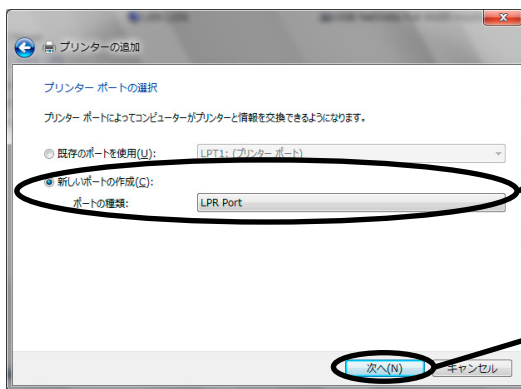 プリンターの追加
プリンター ポートの選択
プリンター ポートによってコンピューターがプリンターと情報を交換できるようになります。
既存のポートを使用(U): LPT1: (プリンター ポート)
新しいポートの作成(C):
ポートの種類: LPR Port
次へ(N) キャンセル